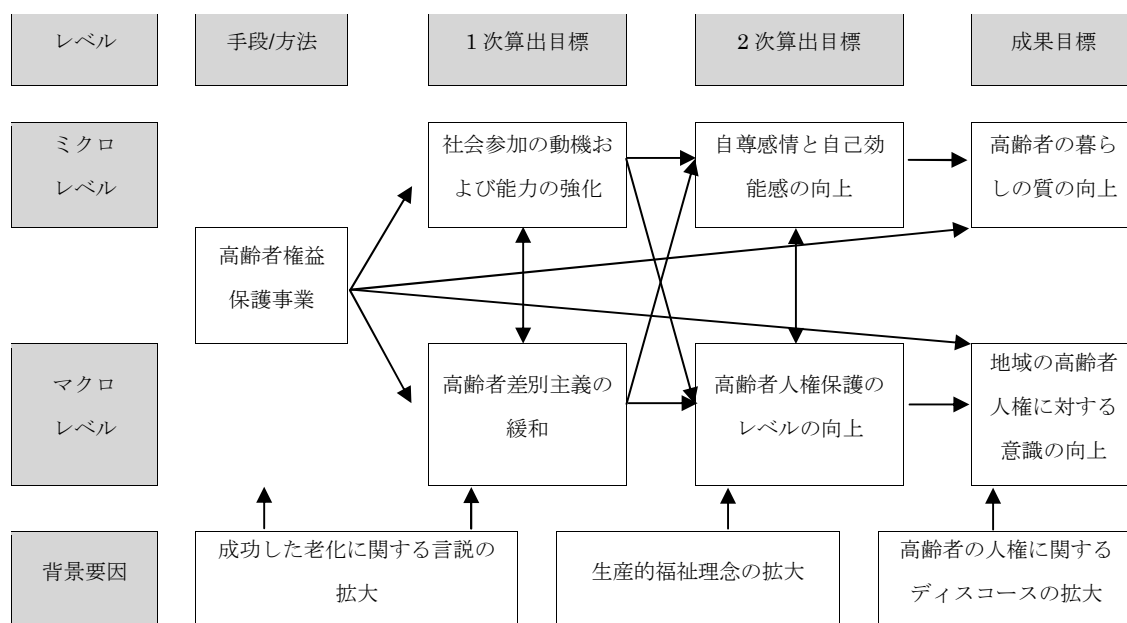 レベル
手段/方法
1 次算出目標
2 次算出目標
成果目標
ミクロ
レベル
社会参加の動機お
よび能力の強化
自尊感情と自己効
能感の向上
高齢者の暮ら
しの質の向上
高齢者権益
保護事業
マクロ
レベル
高齢者差別主義の
緩和
高齢者人権保護の
レベルの向上
地域の高齢者
人権に対する
意識の向上
背景要因
成功した老化に関する言説の
拡大
生産的福祉理念の拡大
高齢者の人権に関する
ディスコースの拡大